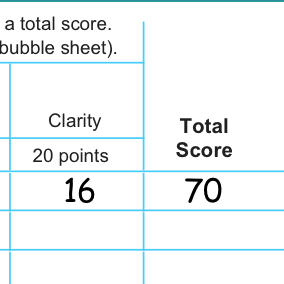 a total score.
bubble sheet).
Clarity
Total
Score
20 points
16 70